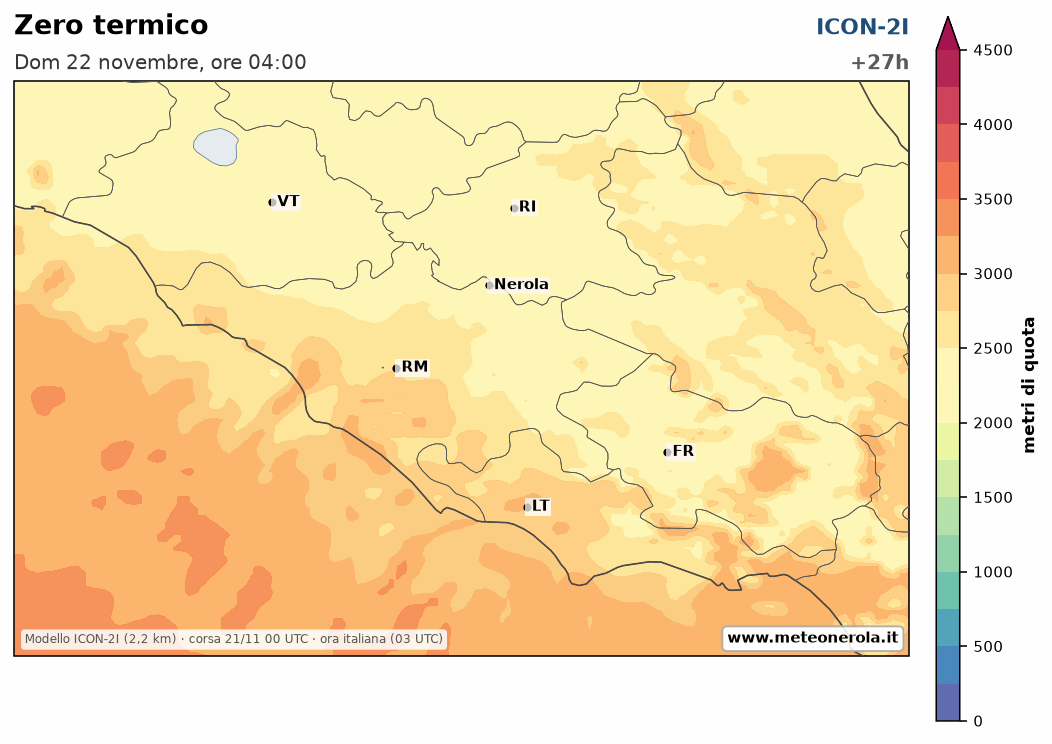 Zero termico
ICON-2I
Dom 22 novembre, ore 04:00
+27h
VT
RI
Nerola
RM
FR
LT
4500
4000
3500
3000
2500
2000
1500
1000
500
0
metri di quota
Modello ICON-2I (2,2 km) · corsa 21/11 00 UTC · ora italiana (03 UTC)
www.meteonerola.it